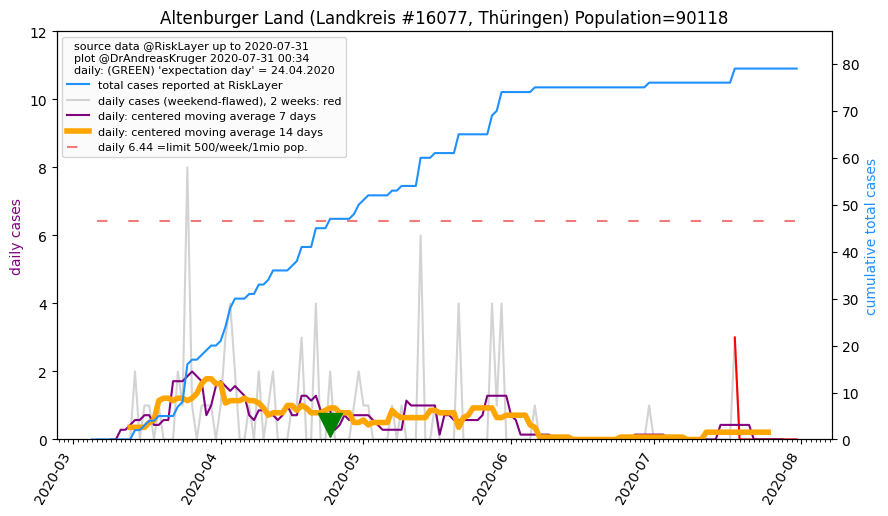 Altenburger Land (Landkreis #16077, Thüringen) Population=90118
source data @RiskLayer up to 2020-07-31
plot @DrAndreasKruger 2020-07-31 00:34
daily: (GREEN) 'expectation day' = 24.04.2020
total cases reported at RiskLayer
daily cases (weekend-flawed), 2 weeks: red
daily: centered moving average 7 days
daily: centered moving average 14 days
daily 6.44 =limit 500/week/1mio pop.
daily cases
12
10
8
6
4
2
0
cumulative total cases
80
70
60
50
40
30
20
10
0
2020-03
2020-04
2020-05
2020-06
2020-07
2020-08